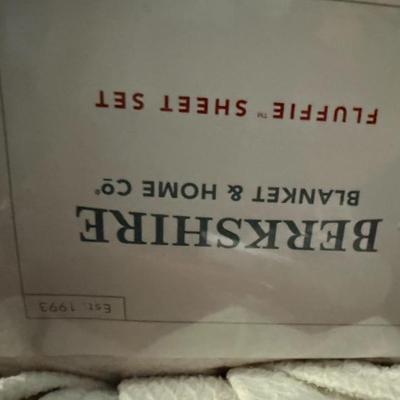 Est. 1993
BERKSHIRE
BLANKET & HOME Cº®
FLUFFIE™ SHEET SET